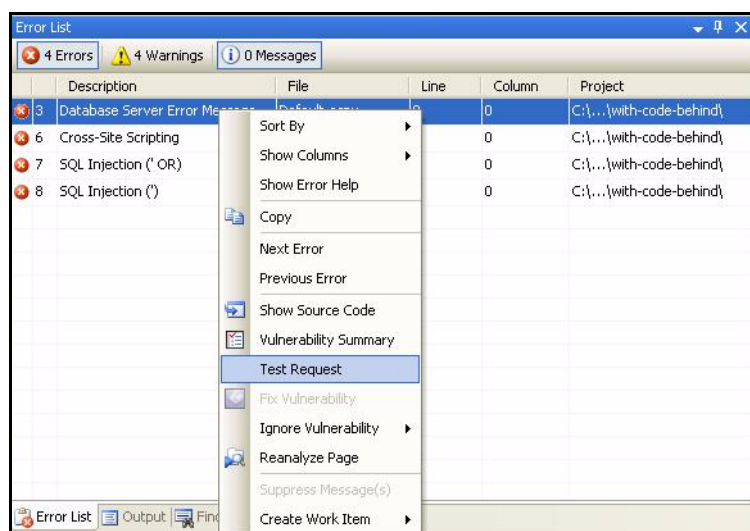 Error List
4 Errors 4 Warnings 0 Messages
Description File Line Column Project
3 Database Server Error Message 0 C:\...\with-code-behind\
6 Cross-Site Scripting 0 C:\...\with-code-behind\
7 SQL Injection (' OR) 0 C:\...\with-code-behind\
8 SQL Injection (') 0 C:\...\with-code-behind\
Sort By
Show Columns
Show Error Help
Copy
Next Error
Previous Error
Show Source Code
Vulnerability Summary
Test Request
Fix Vulnerability
Ignore Vulnerability
Reanalyze Page
Suppress Message(s)
Create Work Item
Error List Output Find